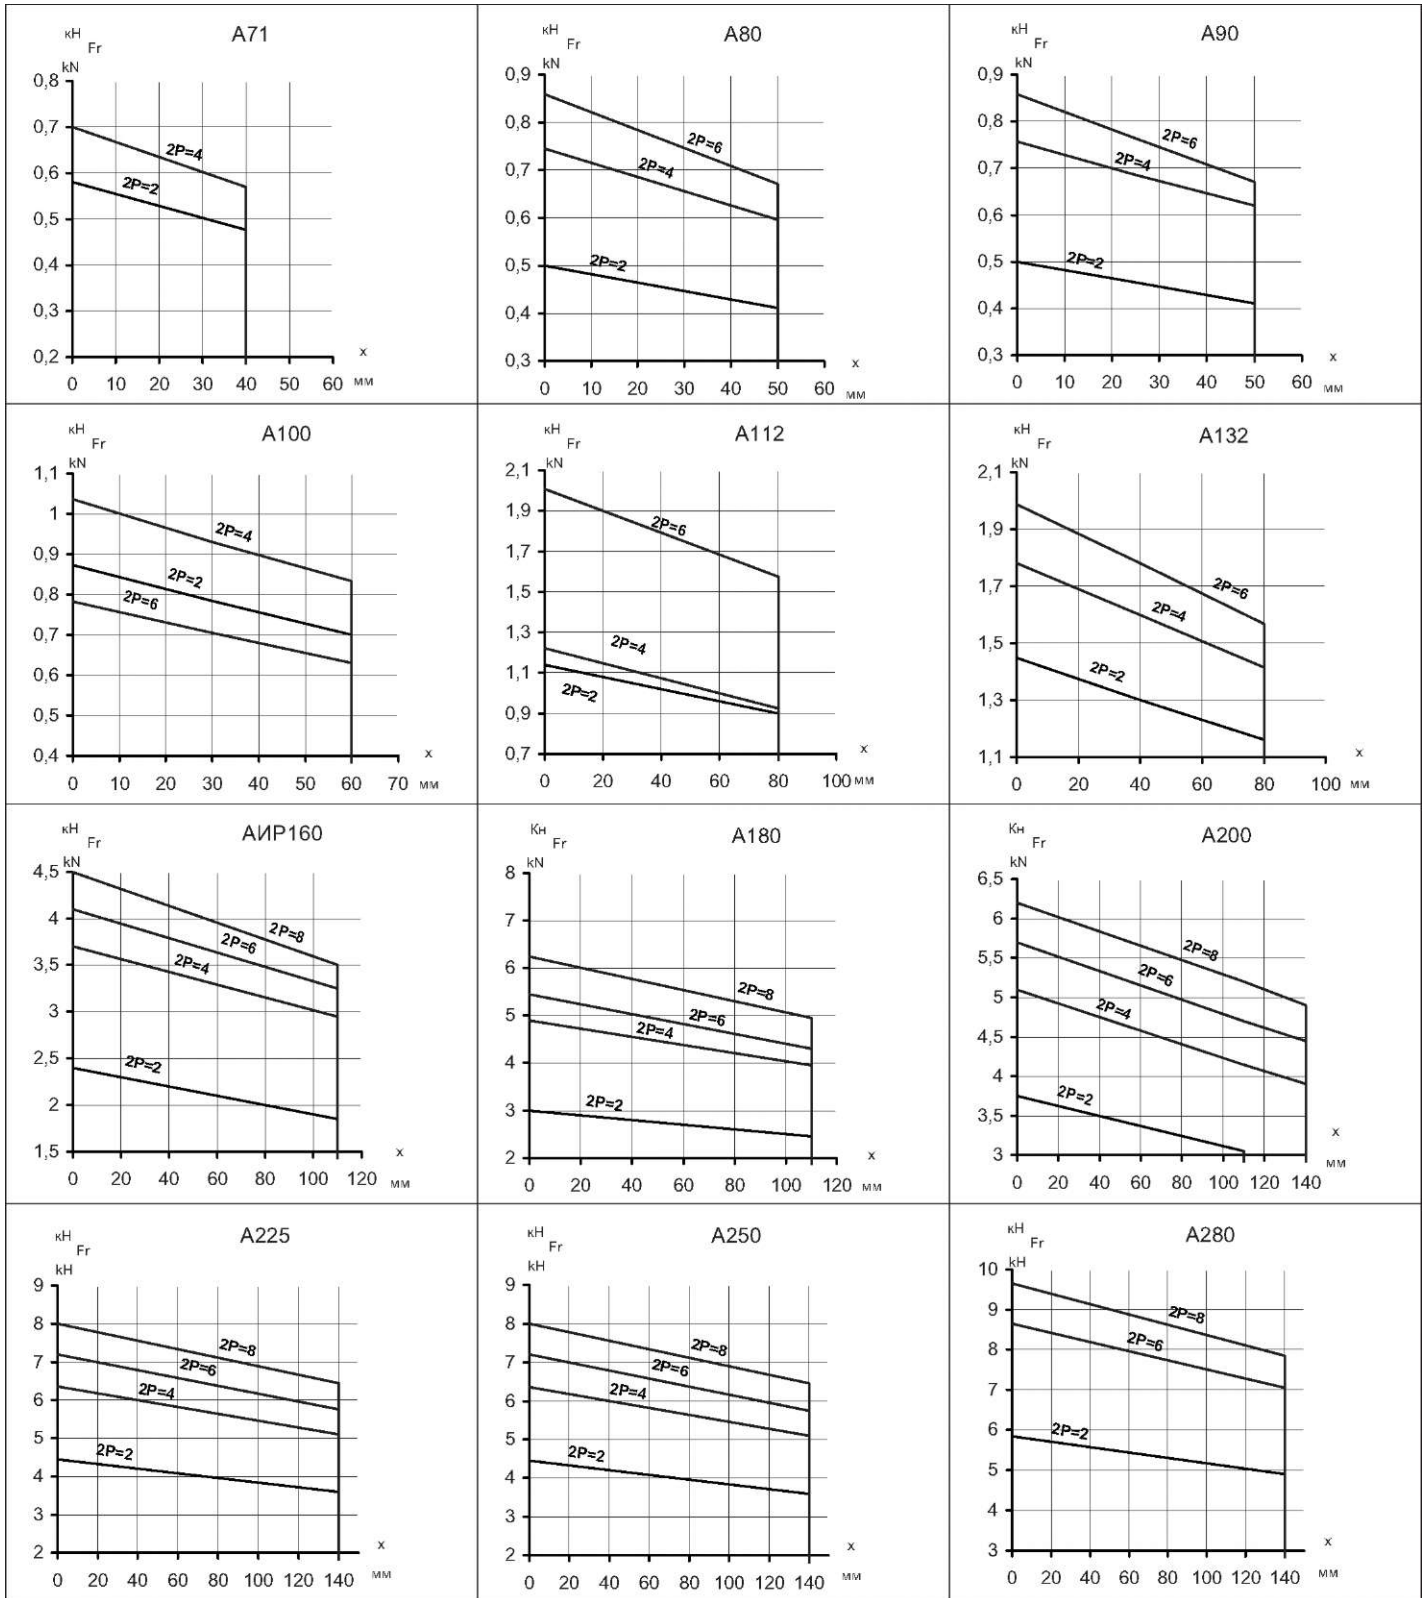 кН Fr A71
kN
0,8
0,7
2P=4
0,6
2P=2
0,5
0,4
0,3
0,2 x
0 10 20 30 40 50 60 мм
кН Fr A80
kN
0,9
0,8
2P=6
0,7
2P=4
0,6
0,5
2P=2
0,4
0,3 x
0 10 20 30 40 50 60 мм
кН Fr A90
kN
0,9
0,8
2P=6
0,7
2P=4
0,6
0,5
2P=2
0,4
0,3 x
0 10 20 30 40 50 60 мм
кН Fr A100
kN
1,1
1
2P=4
0,9
2P=2
0,8
2P=6
0,7
0,6
0,5
0,4 x
0 10 20 30 40 50 60 70 мм
кН Fr A112
kN
2,1
1,9
2P=6
1,7
1,5
1,3
2P=4
1,1
2P=2
0,9
0,7 x
0 20 40 60 80 100 мм
кН Fr A132
kN
2,1
1,9
1,7
2P=6
2P=4
1,5
2P=2
1,3
1,1 x
0 20 40 60 80 100 мм
кН Fr АИР160
kN
4,5
4
2P=8
2P=6
3,5
2P=4
3
2,5
2P=2
2
1,5 x
0 20 40 60 80 100 120 мм
Кн Fr A180
kN
8
7
6
2P=8
5
2P=6
2P=4
4
3
2P=2
2 x
0 20 40 60 80 100 120 мм
Кн Fr A200
kN
6,5
6
2P=8
5,5
2P=6
5
2P=4
4,5
4
2P=2
3,5 x
3 мм
0 20 40 60 80 100 120 140
кН Fr A225
kH
9
8
2P=8
7
2P=6
6
2P=4
5
2P=2
4
3
2 x
0 20 40 60 80 100 120 140 мм
кН Fr A250
kH
9
8
2P=8
7
2P=6
6
2P=4
5
2P=2
4
3
2 x
0 20 40 60 80 100 120 140 мм
кН Fr A280
kH
10
9
2P=8
8
2P=6
7
6
2P=2
5
4
3 x
0 20 40 60 80 100 120 140 мм